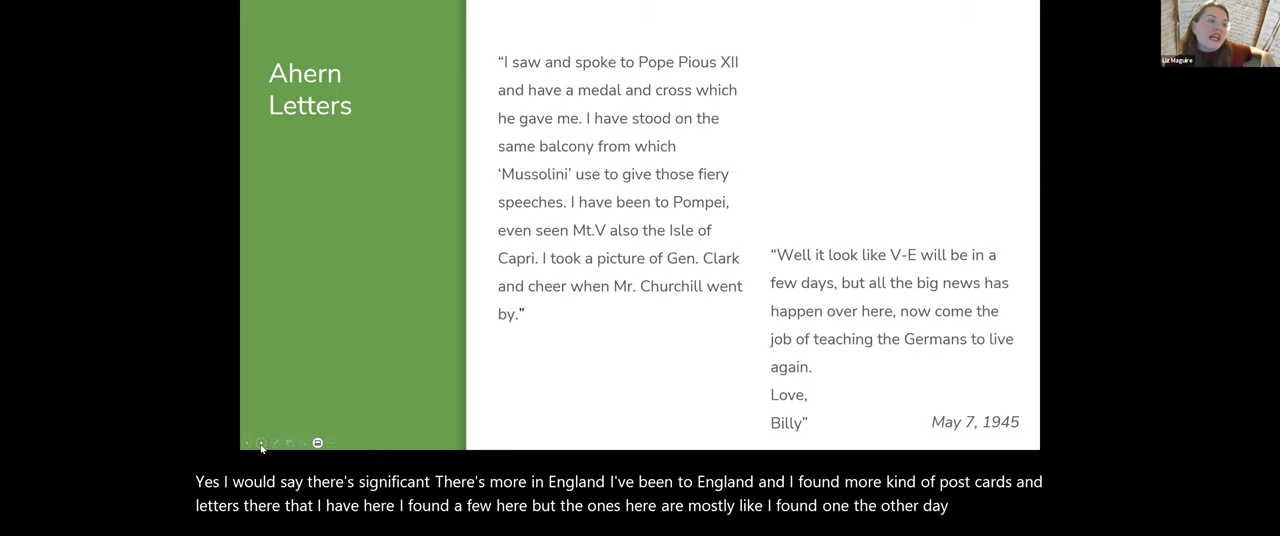 Ahern
Letters
“I saw and spoke to Pope Pious XII
and have a medal and cross which
he gave me. I have stood on the
same balcony from which
‘Mussolini’ use to give those fiery
speeches. I have been to Pompei,
even seen Mt.V also the Isle of
Capri. I took a picture of Gen. Clark
and cheer when Mr. Churchill went
by.”
“Well it look like V-E will be in a
few days, but all the big news has
happen over here, now come the
job of teaching the Germans to live
again.
Love,
Billy”
May 7, 1945
Liz Maguire
Yes I would say there's significant There's more in England I've been to England and I found more kind of post cards and
letters there that I have here I found a few here but the ones here are mostly like I found one the other day